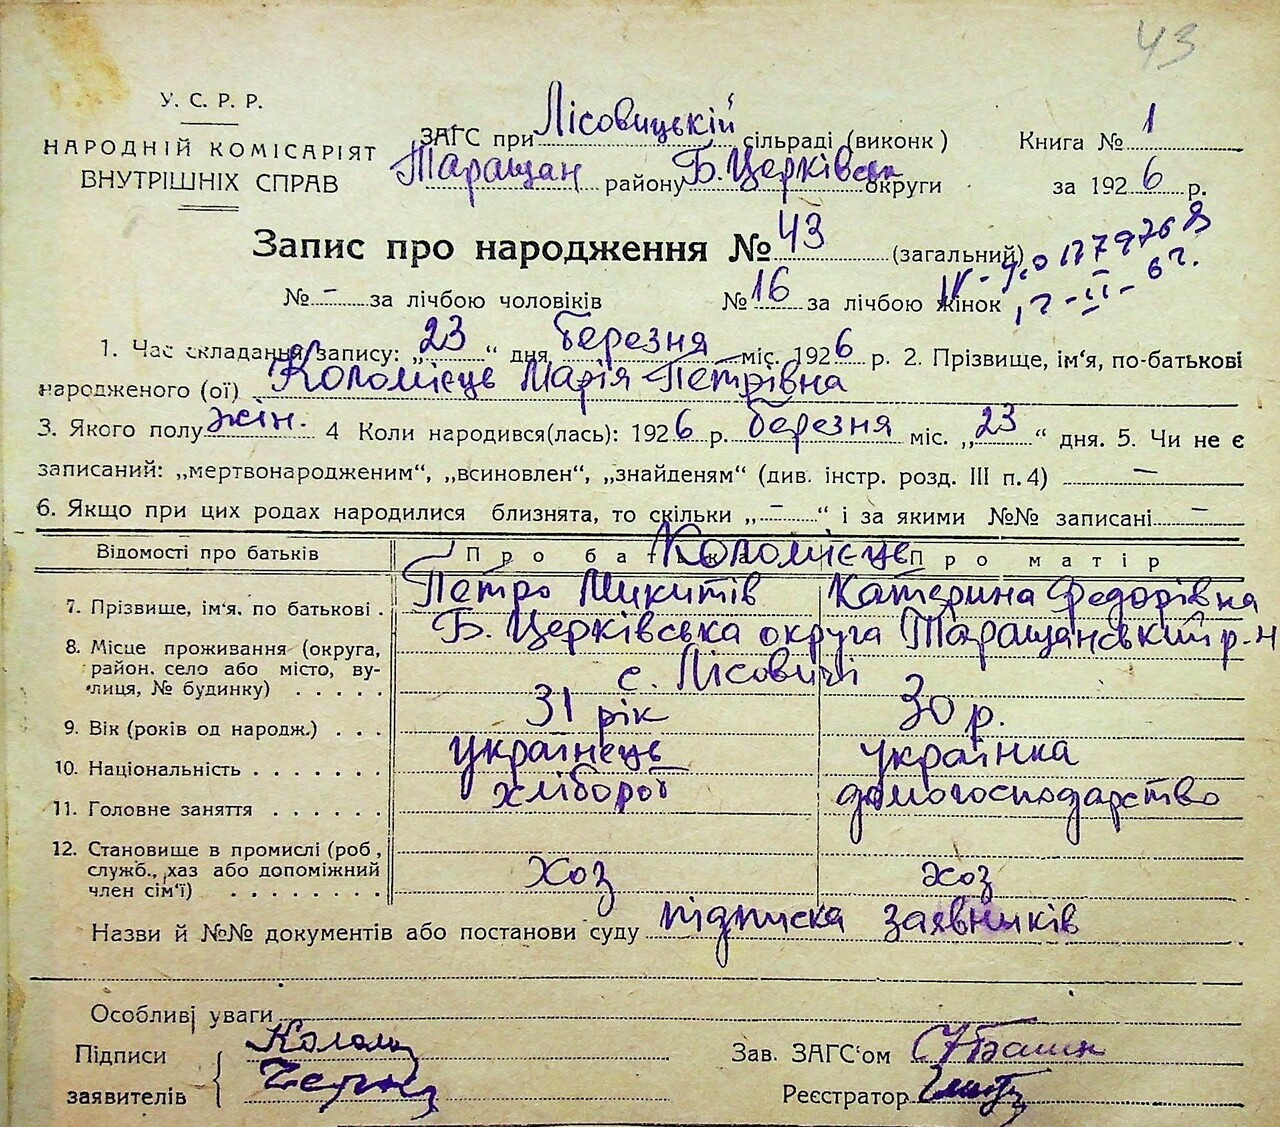 43
У. С. Р. Р.
НАРОДНІЙ КОМІСАРІЯТ
ВНУТРІШНІХ СПРАВ
ЗАГС при Лісовицькій сільраді (виконк)
Таращан району Б. Церківськ округи
Книга № 1
за 1926 р.
Запис про народження № 43 (загальний)
№ - за лічбою чоловіків № 16 за лічбою жінок
1. Час складання запису: „23“ дня березня міс. 1926 р. 2. Прізвище, ім'я, по-батькові
народженого (ої) Коломієць Марія Петрівна
3. Якого полу жін. 4 Коли народився(лась): 1926 р. березня міс. „23“ дня. 5. Чи не є
записаний: „мертвонародженим“, „всиновлен“, „знайденям“ (див. інстр. розд. III п. 4) —
6. Якщо при цих родах народилися близнята, то скільки „-“ і за якими №№ записані -
Відомості про батьків Про батька Про матір
Коломієць
7. Прізвище, ім'я, по батькові . Петро Микитів Катерина Федорівна
8. Місце проживання (округа, район. село або місто, вулиця, № будинку) . . . . . Б. Церківська округа Таращанський р-н
с. Лісовичі
9. Вік (років од народж.) . . . 31 рік 30 р.
10. Національність . . . . . . . українець українка
11. Головне заняття . . . . . . хлібороб домогосподарство
12. Становище в промислі (роб, служб., хаз або допоміжний член сім'ї) . . . . . . . . Хоз хоз
Назви й №№ документів або постанови суду підписка заявників
Особливі уваги
Підписи
заявителів
Зав. ЗАГС'ом
Реєстратор